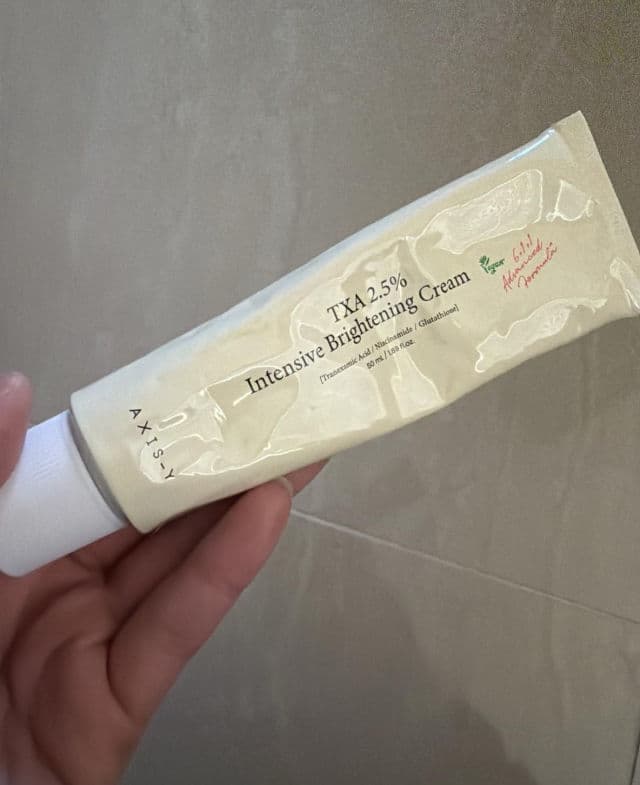 TXA 2.5%
Intensive Brightening Cream
[Tranexamic Acid / Niacinamide / Glutathione]
50 ml / 1.69 fl.oz.
Vegan
6.1.1
Advanced
Formula
AXIS-Y